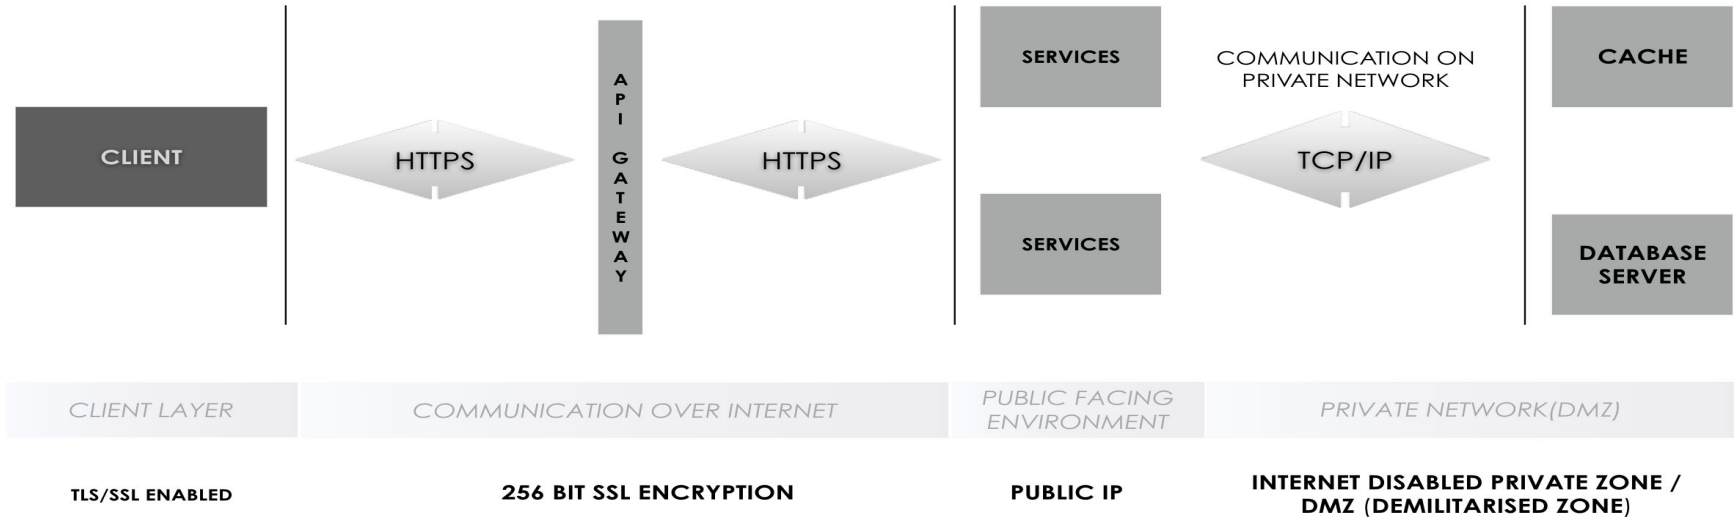 CLIENT
HTTPS
API GATEWAY
HTTPS
SERVICES
SERVICES
COMMUNICATION ON
PRIVATE NETWORK
TCP/IP
CACHE
DATABASE
SERVER
CLIENT LAYER
COMMUNICATION OVER INTERNET
PUBLIC FACING
ENVIRONMENT
PRIVATE NETWORK(DMZ)
TLS/SSL ENABLED
256 BIT SSL ENCRYPTION
PUBLIC IP
INTERNET DISABLED PRIVATE ZONE /
DMZ (DEMILITARISED ZONE)